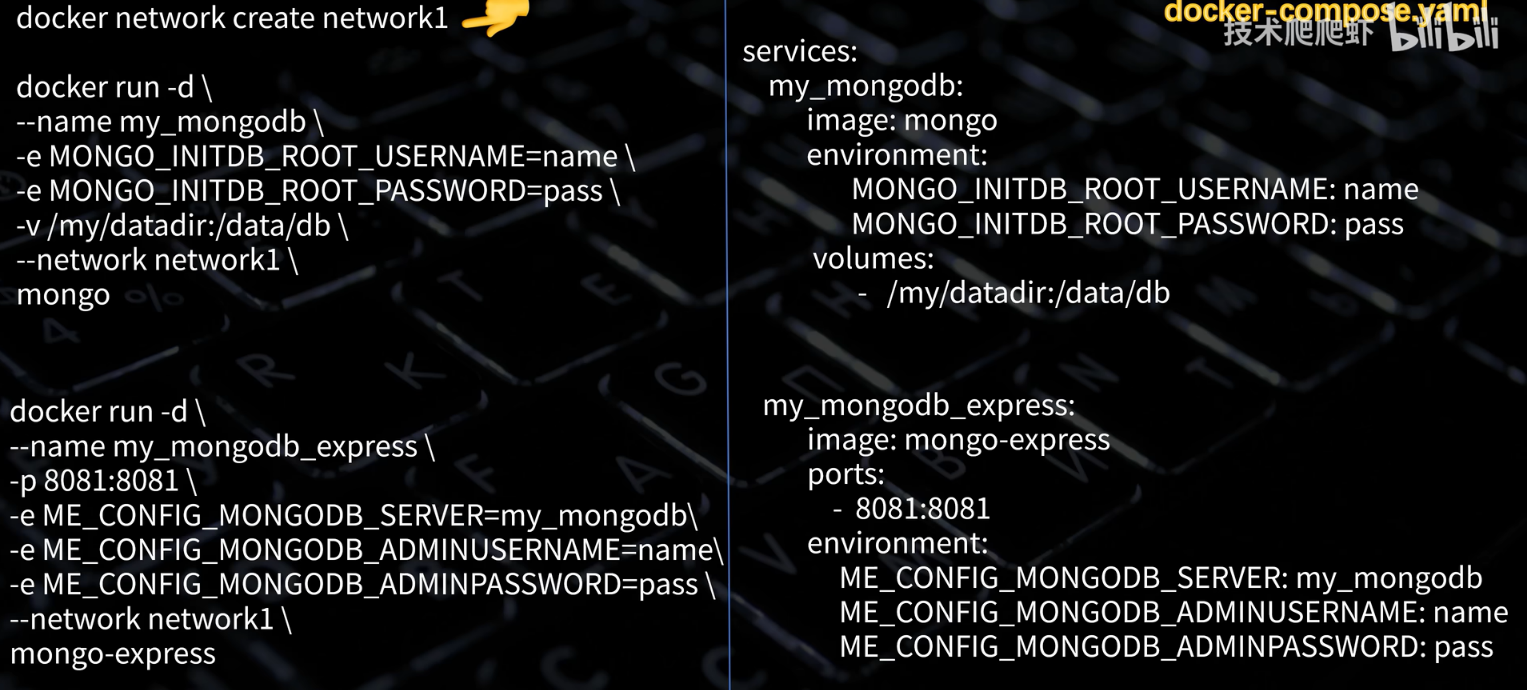 docker network create network1
docker run -d \
--name my_mongodb \
-e MONGO_INITDB_ROOT_USERNAME=name \
-e MONGO_INITDB_ROOT_PASSWORD=pass \
-v /my/datadir:/data/db \
--network network1 \
mongo
docker run -d \
--name my_mongodb_express \
-p 8081:8081 \
-e ME_CONFIG_MONGODB_SERVER=my_mongodb\
-e ME_CONFIG_MONGODB_ADMINUSERNAME=name\
-e ME_CONFIG_MONGODB_ADMINPASSWORD=pass \
--network network1 \
mongo-express
docker-compose.yaml
技术爬爬虾 bilibili
services:
my_mongodb:
image: mongo
environment:
MONGO_INITDB_ROOT_USERNAME: name
MONGO_INITDB_ROOT_PASSWORD: pass
volumes:
- /my/datadir:/data/db
my_mongodb_express:
image: mongo-express
ports:
- 8081:8081
environment:
ME_CONFIG_MONGODB_SERVER: my_mongodb
ME_CONFIG_MONGODB_ADMINUSERNAME: name
ME_CONFIG_MONGODB_ADMINPASSWORD: pass